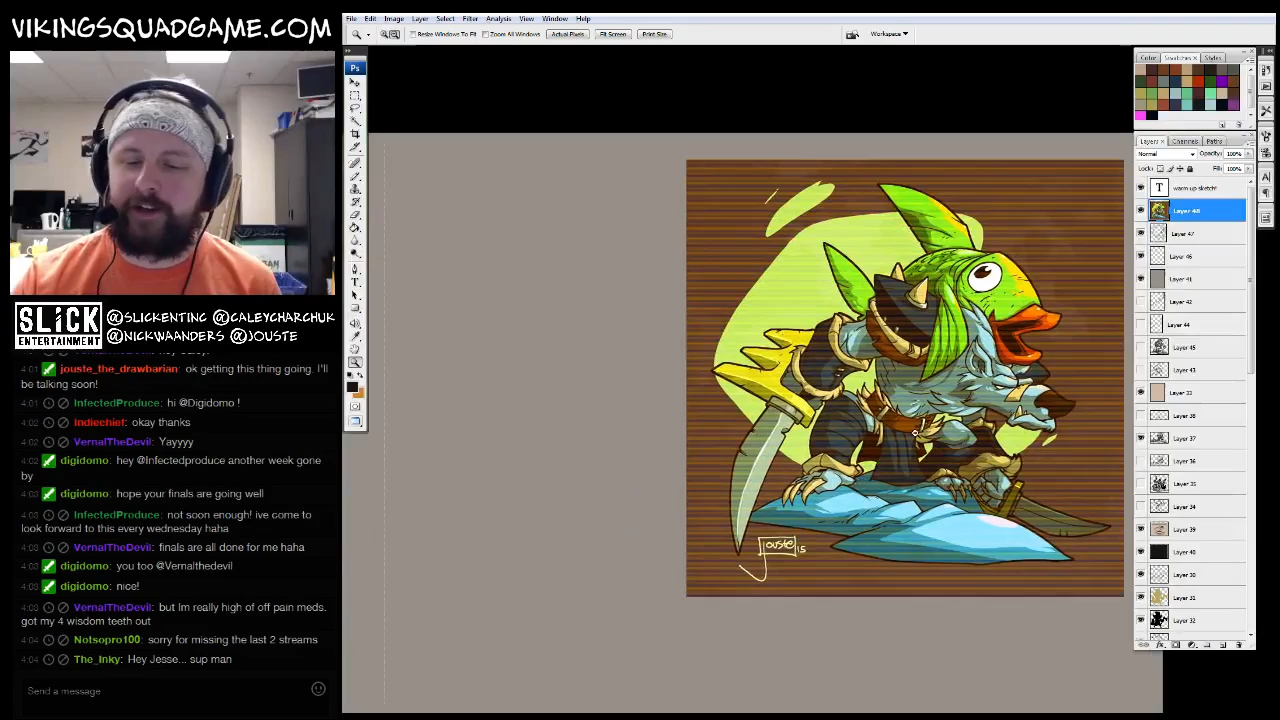 VIKINGSQUADGAME.COM
SLICK
ENTERTAINMENT
@SLICKENTINC @CALEYCHARCHUK
@NICKWAANDERS @JOUSTE
4:01 jouste_the_drawbarian: ok getting this thing going. I'll
be talking soon!
4:01 InfectedProduce: hi @Digidomo !
4:02 Indiechief: okay thanks
4:02 VernalTheDevil: Yayyyy
4:02 digidomo: hey @Infectedproduce another week gone
by
4:03 digidomo: hope your finals are going well
4:03 InfectedProduce: not soon enough! ive come to
look forward to this every wednesday haha
4:03 VernalTheDevil: finals are all done for me haha
digidomo: you too @Vernalthedevil
4:03 digidomo: nice!
4:03 VernalTheDevil: but Im really high of off pain meds.
got my 4 wisdom teeth out
4:04 Notsopro100: sorry for missing the last 2 streams
4:04 The_Inky: Hey Jesse... sup man
Send a message
File Edit Image Layer Select Filter Analysis View Window Help
Resize Windows To Fit Zoom All Windows Actual Pixels Fit Screen Print Size
Workspace
Ps
jouste
15
Color Swatches Styles
Layers Channels Paths
Normal Opacity: 100%
Lock: Fill: 100%
T warm up sketch!
Layer 48
Layer 47
Layer 46
Layer 41
Layer 42
Layer 44
Layer 45
Layer 43
Layer 33
Layer 38
Layer 37
Layer 36
Layer 35
Layer 34
Layer 39
Layer 40
Layer 30
Layer 31
Layer 32